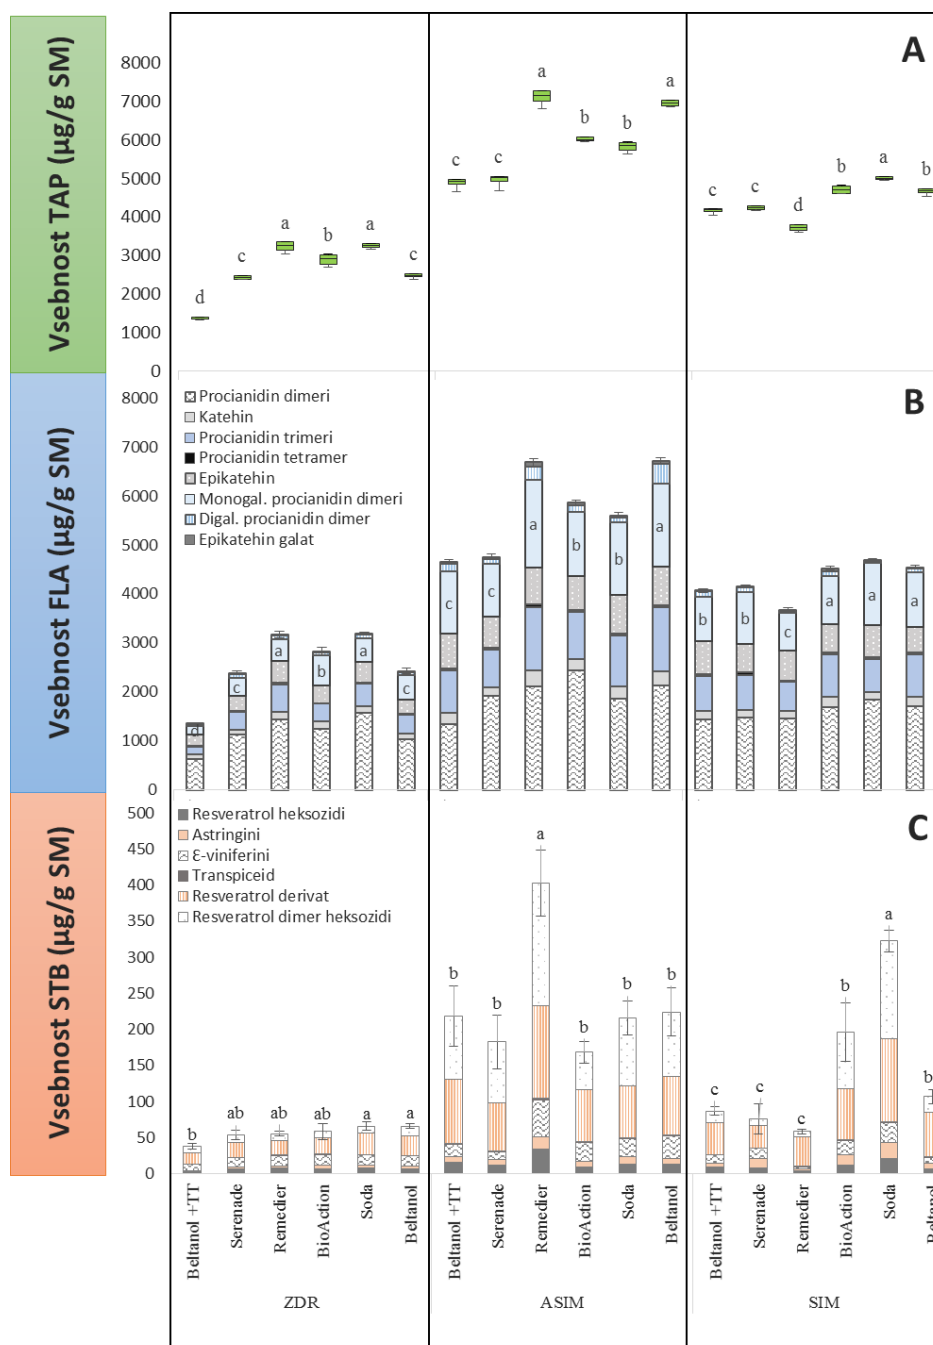 Vsebnost TAP (µg/g SM)
A
8000
7000
6000
5000
4000
3000
2000
1000
0
d
c
a
b
a
c
c
c
a
b
b
a
c
c
d
b
a
b
Vsebnost FLA (µg/g SM)
B
8000
7000
6000
5000
4000
3000
2000
1000
0
Procianidin dimeri
Katehin
Procianidin trimeri
Procianidin tetramer
Epikatehin
Monogal. procianidin dimeri
Digal. procianidin dimer
Epikatehin galat
d
c
a
b
a
c
c
c
a
b
b
a
b
b
c
a
a
a
Vsebnost STB (µg/g SM)
C
500
450
400
350
300
250
200
150
100
50
0
Resveratrol heksozidi
Astringini
Ɛ-viniferini
Transpiceid
Resveratrol derivat
Resveratrol dimer heksozidi
b
ab
ab
ab
a
a
b
b
a
b
b
b
c
c
c
b
a
b
Beltanol +TT
Serenade
Remedier
BioAction
Soda
Beltanol
Beltanol +TT
Serenade
Remedier
BioAction
Soda
Beltanol
Beltanol +TT
Serenade
Remedier
BioAction
Soda
Beltanol
ZDR
ASIM
SIM